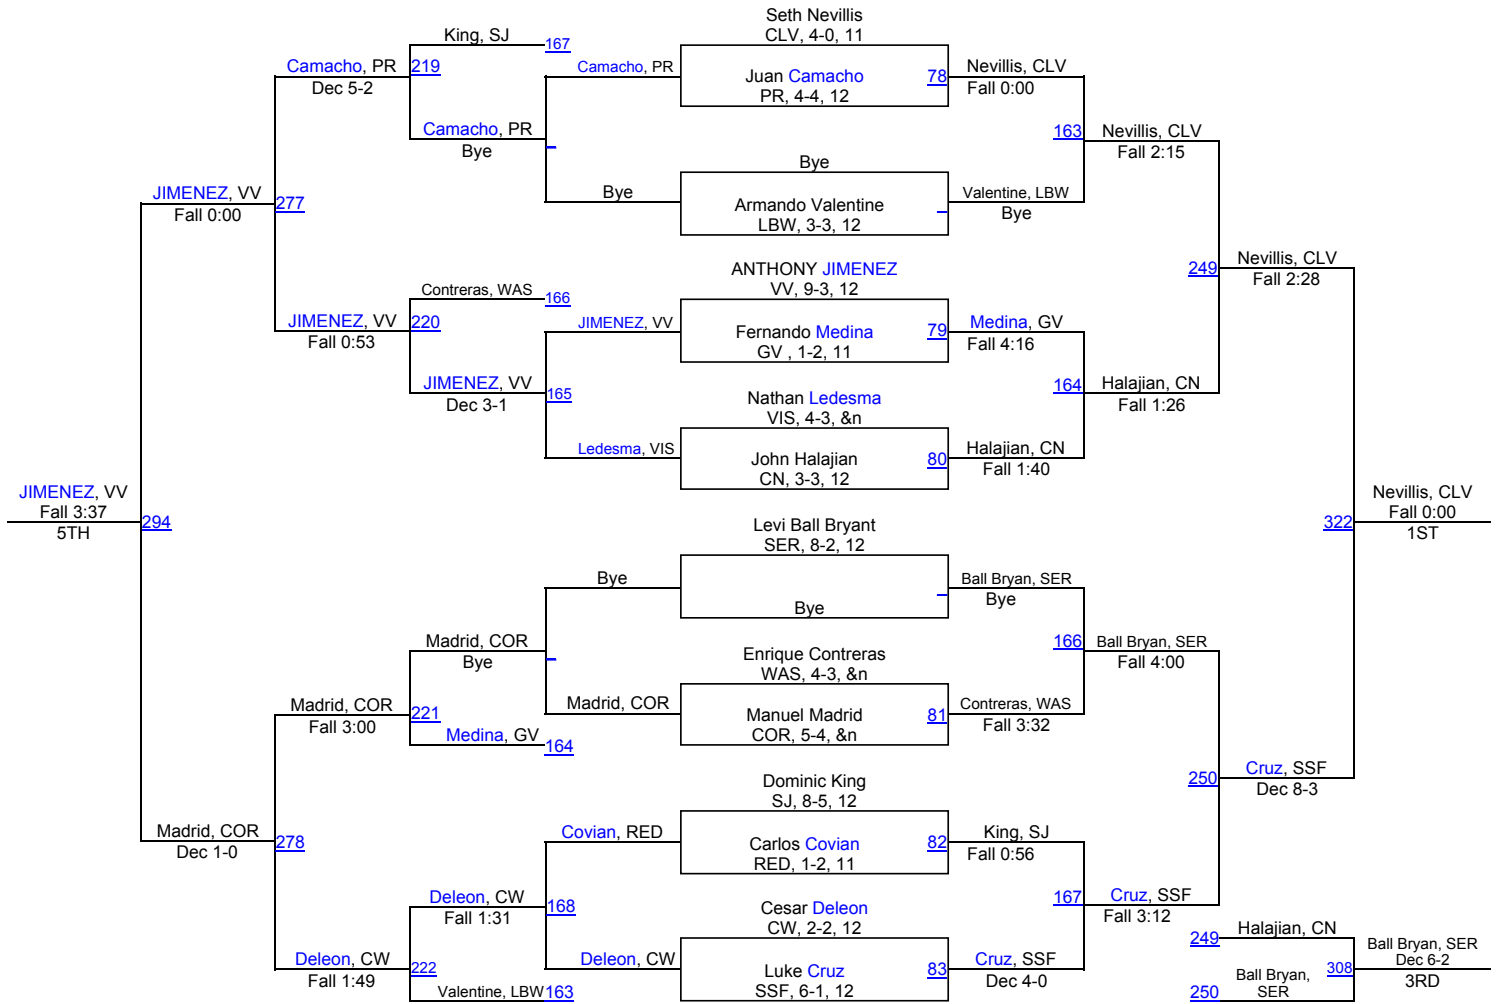 Seth Nevillis
CLV, 4-0, 11
King, SJ
167
Camacho, PR
219
Dec 5-2
Camacho, PR
Juan Camacho
78
PR, 4-4, 12
Nevillis, CLV
Fall 0:00
Camacho, PR
Bye
163
Nevillis, CLV
Fall 2:15
Bye
JIMENEZ, VV
277
Fall 0:00
Bye
Armando Valentine
LBW, 3-3, 12
Valentine, LBW
Bye
ANTHONY JIMENEZ
VV, 9-3, 12
249
Nevillis, CLV
Fall 2:28
Contreras, WAS
166
JIMENEZ, VV
220
Fall 0:53
JIMENEZ, VV
Fernando Medina
79
GV , 1-2, 11
Medina, GV
Fall 4:16
JIMENEZ, VV
165
Dec 3-1
164
Halajian, CN
Fall 1:26
Nathan Ledesma
VIS, 4-3, &n
Ledesma, VIS
John Halajian
80
CN, 3-3, 12
Halajian, CN
Fall 1:40
JIMENEZ, VV
Fall 3:37
294
5TH
322
Nevillis, CLV
Fall 0:00
1ST
Levi Ball Bryant
SER, 8-2, 12
Bye
Bye
Ball Bryan, SER
Bye
Madrid, COR
Bye
166
Ball Bryan, SER
Fall 4:00
Enrique Contreras
WAS, 4-3, &n
Madrid, COR
221
Fall 3:00
Madrid, COR
Manuel Madrid
81
COR, 5-4, &n
Contreras, WAS
Fall 3:32
Medina, GV
164
250
Cruz, SSF
Dec 8-3
Dominic King
SJ, 8-5, 12
Madrid, COR
278
Dec 1-0
Covian, RED
Carlos Covian
82
RED, 1-2, 11
King, SJ
Fall 0:56
Deleon, CW
168
Fall 1:31
167
Cruz, SSF
Fall 3:12
Cesar Deleon
CW, 2-2, 12
Deleon, CW
222
Fall 1:49
Deleon, CW
Luke Cruz
83
SSF, 6-1, 12
Cruz, SSF
Dec 4-0
Valentine, LBW
163
249
Halajian, CN
Ball Bryan,
SER
250
308
Ball Bryan, SER
Dec 6-2
3RD